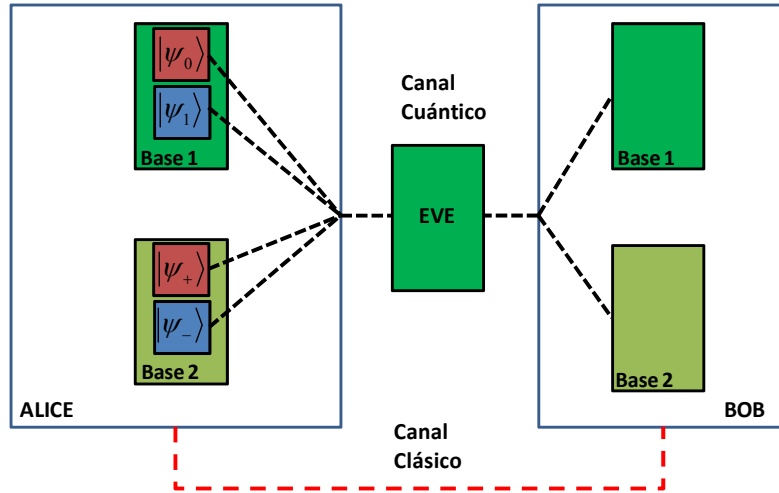 |ψ₀⟩
|ψ₁⟩
Base 1
|ψ₊⟩
|ψ₋⟩
Base 2
ALICE
Canal
Cuántico
EVE
Base 1
Base 2
BOB
Canal
Clásico